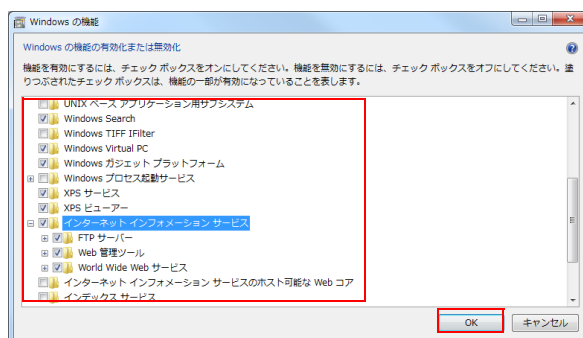 Windows の機能
Windows の機能の有効化または無効化
機能を有効にするには、チェック ボックスをオンにしてください。機能を無効にするには、チェック ボックスをオフにしてください。塗
りつぶされたチェック ボックスは、機能の一部が有効になっていることを表します。
UNIX ベース アプリケーション用サブシステム
Windows Search
Windows TIFF IFilter
Windows Virtual PC
Windows ガジェット プラットフォーム
Windows プロセス起動サービス
XPS サービス
XPS ビューアー
インターネット インフォメーション サービス
FTP サーバー
Web 管理ツール
World Wide Web サービス
インターネット インフォメーション サービスのホスト可能な Web コア
インデックス サービス
OK
キャンセル